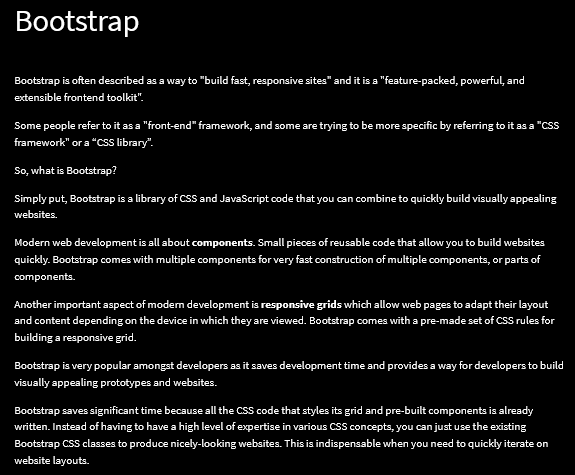 Bootstrap
Bootstrap is often described as a way to "build fast, responsive sites" and it is a "feature-packed, powerful, and
extensible frontend toolkit".
Some people refer to it as a "front-end" framework, and some are trying to be more specific by referring to it as a "CSS
framework" or a “CSS library”.
So, what is Bootstrap?
Simply put, Bootstrap is a library of CSS and JavaScript code that you can combine to quickly build visually appealing
websites.
Modern web development is all about components. Small pieces of reusable code that allow you to build websites
quickly. Bootstrap comes with multiple components for very fast construction of multiple components, or parts of
components.
Another important aspect of modern development is responsive grids which allow web pages to adapt their layout
and content depending on the device in which they are viewed. Bootstrap comes with a pre-made set of CSS rules for
building a responsive grid.
Bootstrap is very popular amongst developers as it saves development time and provides a way for developers to build
visually appealing prototypes and websites.
Bootstrap saves significant time because all the CSS code that styles its grid and pre-built components is already
written. Instead of having to have a high level of expertise in various CSS concepts, you can just use the existing
Bootstrap CSS classes to produce nicely-looking websites. This is indispensable when you need to quickly iterate on
website layouts.